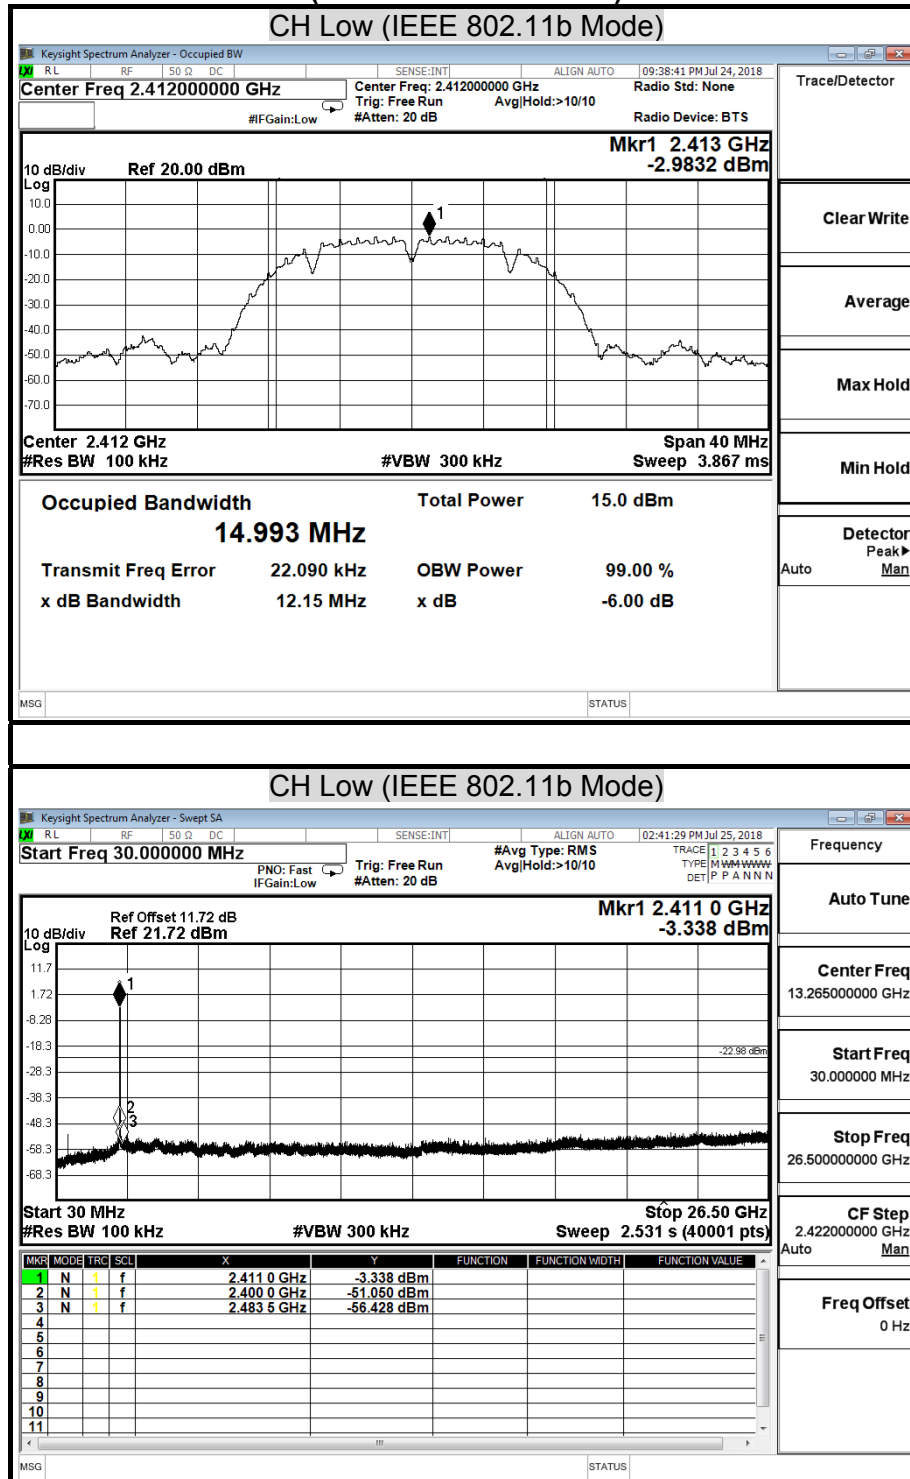 CH Low (IEEE 802.11b Mode)
Keysight Spectrum Analyzer - Occupied BW
LXI RL RF 50 Ω DC SENSE:INT ALIGN AUTO 09:38:41 PM Jul 24, 2018
Center Freq 2.412000000 GHz
Center Freq: 2.412000000 GHz
Radio Std: None
Trig: Free Run Avg|Hold:>10/10
#IFGain:Low #Atten: 20 dB Radio Device: BTS
Mkr1 2.413 GHz
-2.9832 dBm
10 dB/div Ref 20.00 dBm
Log
10.0
0.00
-10.0
-20.0
-30.0
-40.0
-50.0
-60.0
-70.0
1
Center 2.412 GHz Span 40 MHz
#Res BW 100 kHz #VBW 300 kHz Sweep 3.867 ms
Occupied Bandwidth Total Power 15.0 dBm
14.993 MHz
Transmit Freq Error 22.090 kHz OBW Power 99.00 %
x dB Bandwidth 12.15 MHz x dB -6.00 dB
MSG STATUS
Trace/Detector
Clear Write
Average
Max Hold
Min Hold
Detector
Peak▶
Auto Man
CH Low (IEEE 802.11b Mode)
Keysight Spectrum Analyzer - Swept SA
LXI RL RF 50 Ω DC SENSE:INT ALIGN AUTO 02:41:29 PM Jul 25, 2018
Start Freq 30.000000 MHz
PNO: Fast
IFGain:Low
Trig: Free Run
#Atten: 20 dB
#Avg Type: RMS
Avg|Hold:>10/10
TRACE 1 2 3 4 5 6
TYPE M WM WWWW
DET P P A N N N
Mkr1 2.411 0 GHz
-3.338 dBm
Ref Offset 11.72 dB
10 dB/div Ref 21.72 dBm
Log
11.7
1.72
-8.28
-18.3
-28.3
-38.3
-48.3
-58.3
-68.3
1
2
3
-22.98 dBm
Start 30 MHz Stop 26.50 GHz
#Res BW 100 kHz #VBW 300 kHz Sweep 2.531 s (40001 pts)
MKR MODE TRC SCL X Y FUNCTION FUNCTION WIDTH FUNCTION VALUE
1 N 1 f 2.411 0 GHz -3.338 dBm
2 N 1 f 2.400 0 GHz -51.050 dBm
3 N 1 f 2.483 5 GHz -56.428 dBm
4
5
6
7
8
9
10
11
MSG STATUS
Frequency
Auto Tune
Center Freq
13.265000000 GHz
Start Freq
30.000000 MHz
Stop Freq
26.500000000 GHz
CF Step
2.422000000 GHz
Auto Man
Freq Offset
0 Hz